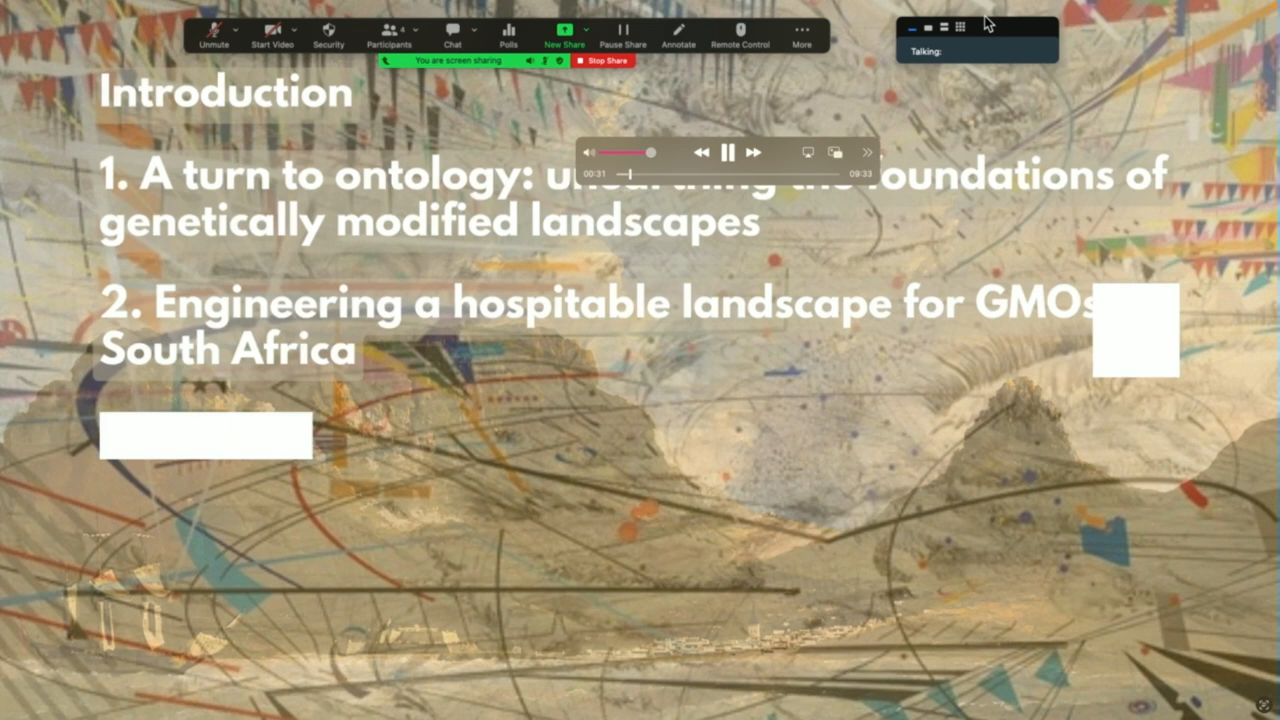 Unmute
Start Video
Security
Participants
4
Chat
Polls
New Share
Pause Share
Annotate
Remote Control
More
You are screen sharing
Stop Share
Talking:
Introduction
00:31
09:33
1. A turn to ontology: foundations of
genetically modified landscapes
2. Engineering a hospitable landscape for GMOs
South Africa